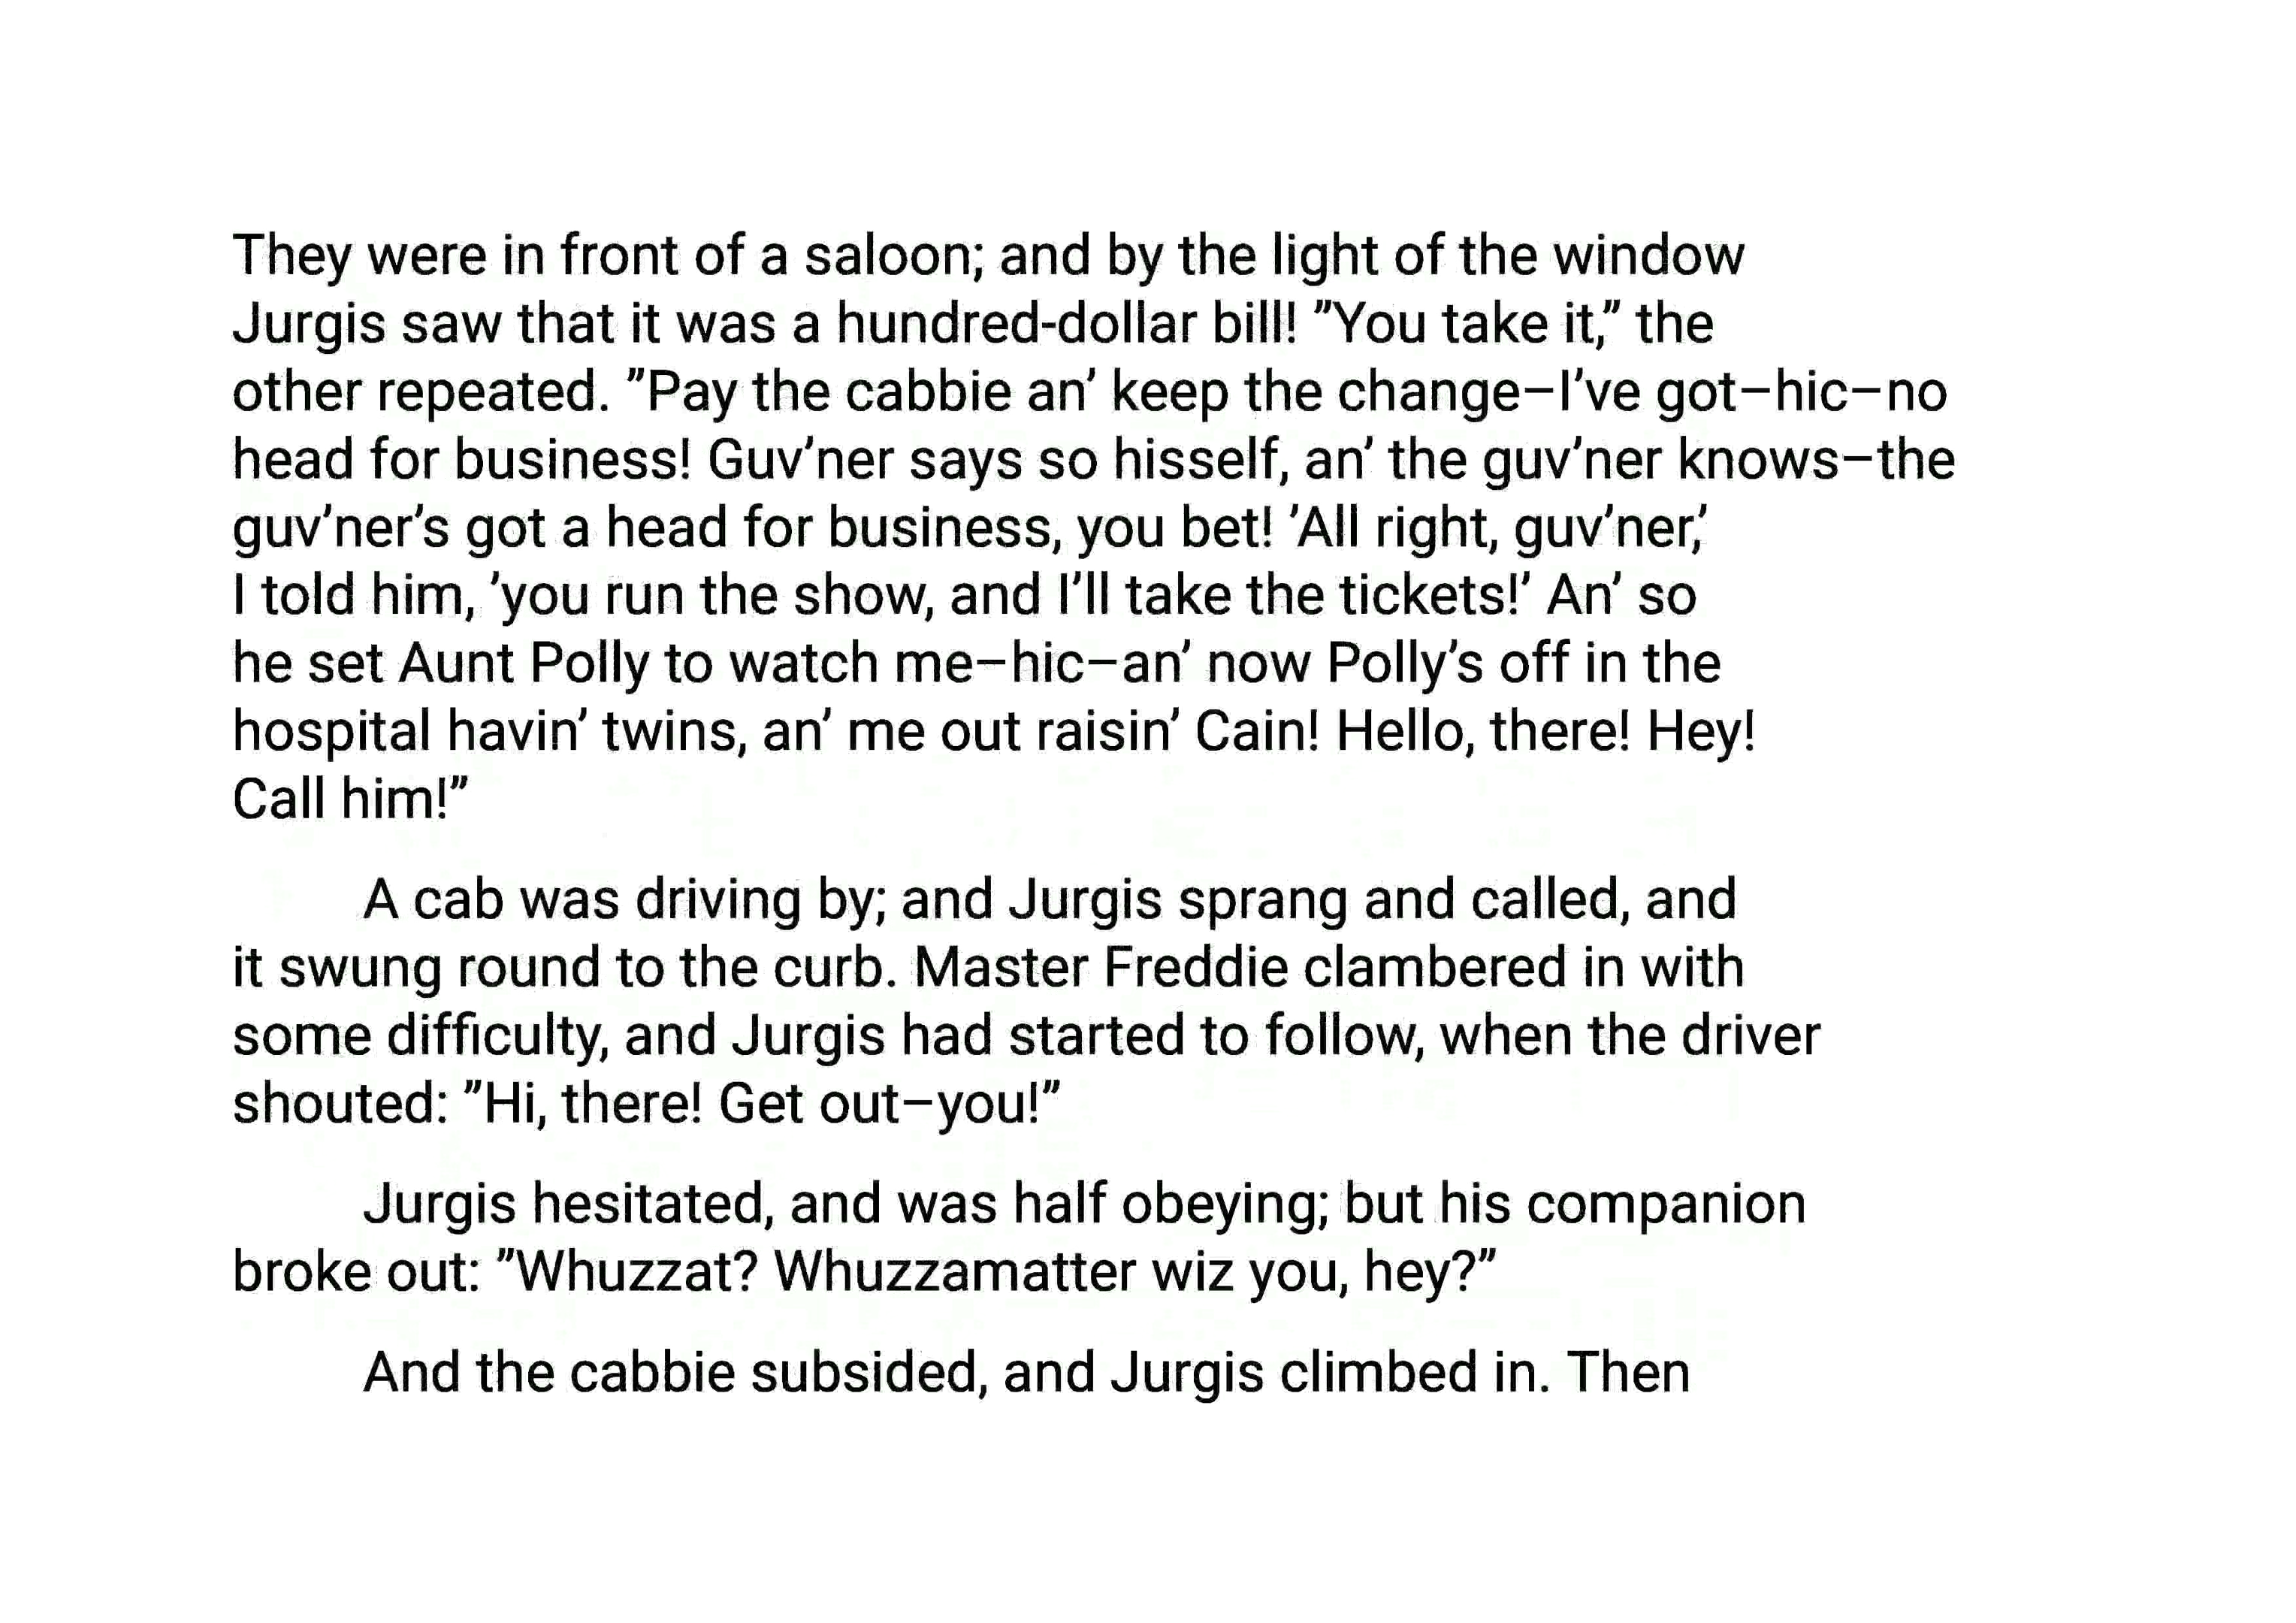 They were in front of a saloon; and by the light of the window
Jurgis saw that it was a hundred-dollar bill! ”You take it,” the
other repeated. ”Pay the cabbie an’ keep the change–I’ve got–hic–no
head for business! Guv’ner says so hisself, an’ the guv’ner knows–the
guv’ner’s got a head for business, you bet! ’All right, guv’ner,’
I told him, ’you run the show, and I’ll take the tickets!’ An’ so
he set Aunt Polly to watch me–hic–an’ now Polly’s off in the
hospital havin’ twins, an’ me out raisin’ Cain! Hello, there! Hey!
Call him!”
A cab was driving by; and Jurgis sprang and called, and
it swung round to the curb. Master Freddie clambered in with
some difficulty, and Jurgis had started to follow, when the driver
shouted: ”Hi, there! Get out–you!”
Jurgis hesitated, and was half obeying; but his companion
broke out: ”Whuzzat? Whuzzamatter wiz you, hey?”
And the cabbie subsided, and Jurgis climbed in. Then